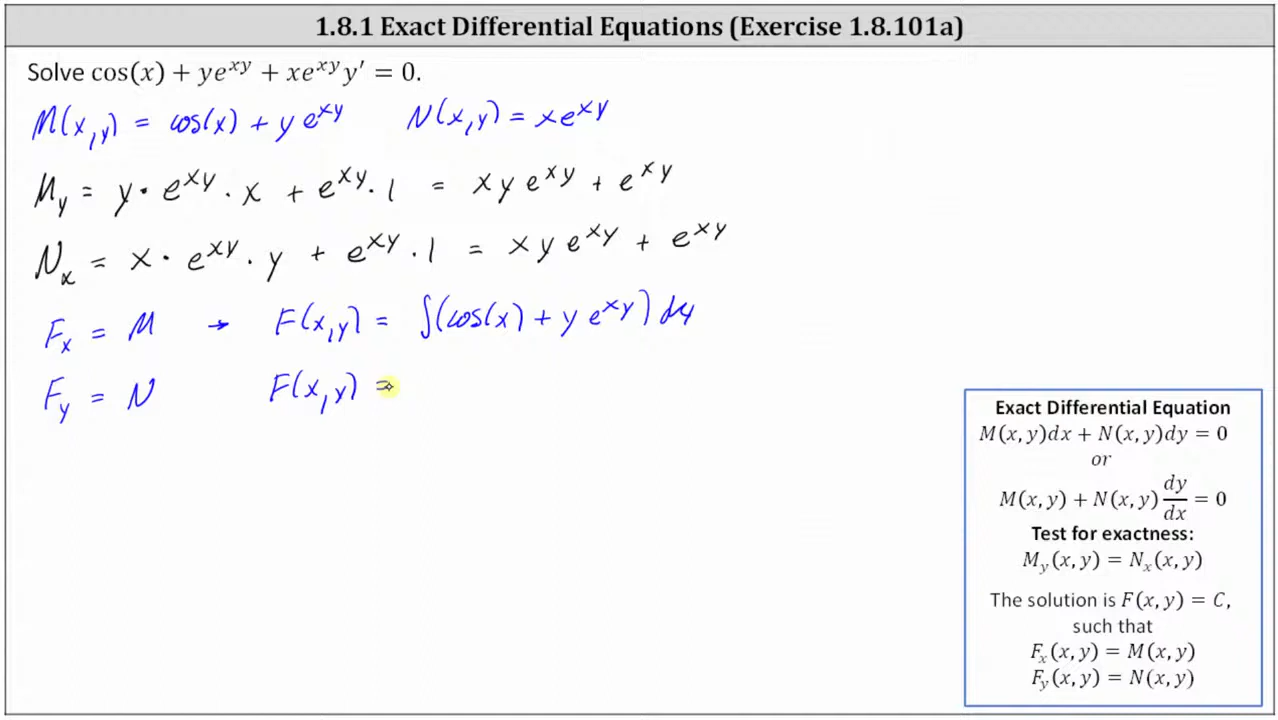 1.8.1 Exact Differential Equations (Exercise 1.8.101a)
Solve cos(x) + ye^{xy} + xe^{xy}y′ = 0.
M(x,y) = cos(x) + y e^{xy} N(x,y) = xe^{xy}
M_y = y · e^{xy} · x + e^{xy} · 1 = x y e^{xy} + e^{xy}
N_x = x · e^{xy} · y + e^{xy} · 1 = x y e^{xy} + e^{xy}
F_x = M → F(x,y) = ∫(cos(x) + y e^{xy}) dy
F_y = N F(x,y) =
Exact Differential Equation
M(x, y)dx + N(x, y)dy = 0
or
M(x, y) + N(x, y) dy/dx = 0
Test for exactness:
M_y(x, y) = N_x(x, y)
The solution is F(x, y) = C,
such that
F_x(x, y) = M(x, y)
F_y(x, y) = N(x, y)